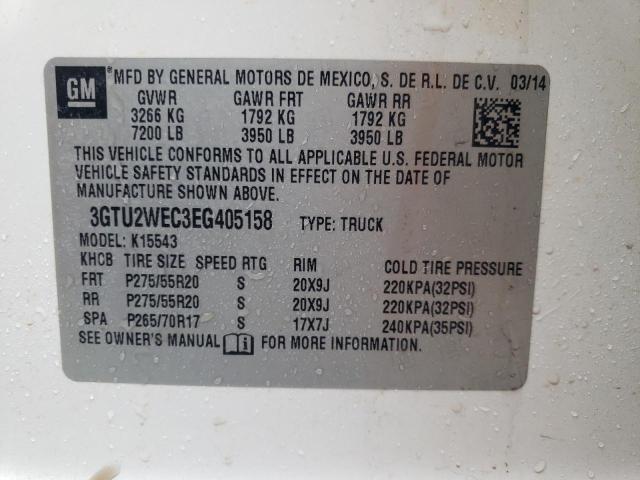 GM
MFD BY GENERAL MOTORS DE MEXICO, S. DE R.L. DE C.V. 03/14
GVWR GAWR FRT GAWR RR
3266 KG 1792 KG 1792 KG
7200 LB 3950 LB 3950 LB
THIS VEHICLE CONFORMS TO ALL APPLICABLE U.S. FEDERAL MOTOR
VEHICLE SAFETY STANDARDS IN EFFECT ON THE DATE OF
MANUFACTURE SHOWN ABOVE.
3GTU2WEC3EG405158 TYPE: TRUCK
MODEL: K15543
KHCB TIRE SIZE SPEED RTG RIM COLD TIRE PRESSURE
FRT P275/55R20 S 20X9J 220KPA(32PSI)
RR P275/55R20 S 20X9J 220KPA(32PSI)
SPA P265/70R17 S 17X7J 240KPA(35PSI)
SEE OWNER'S MANUAL i FOR MORE INFORMATION.